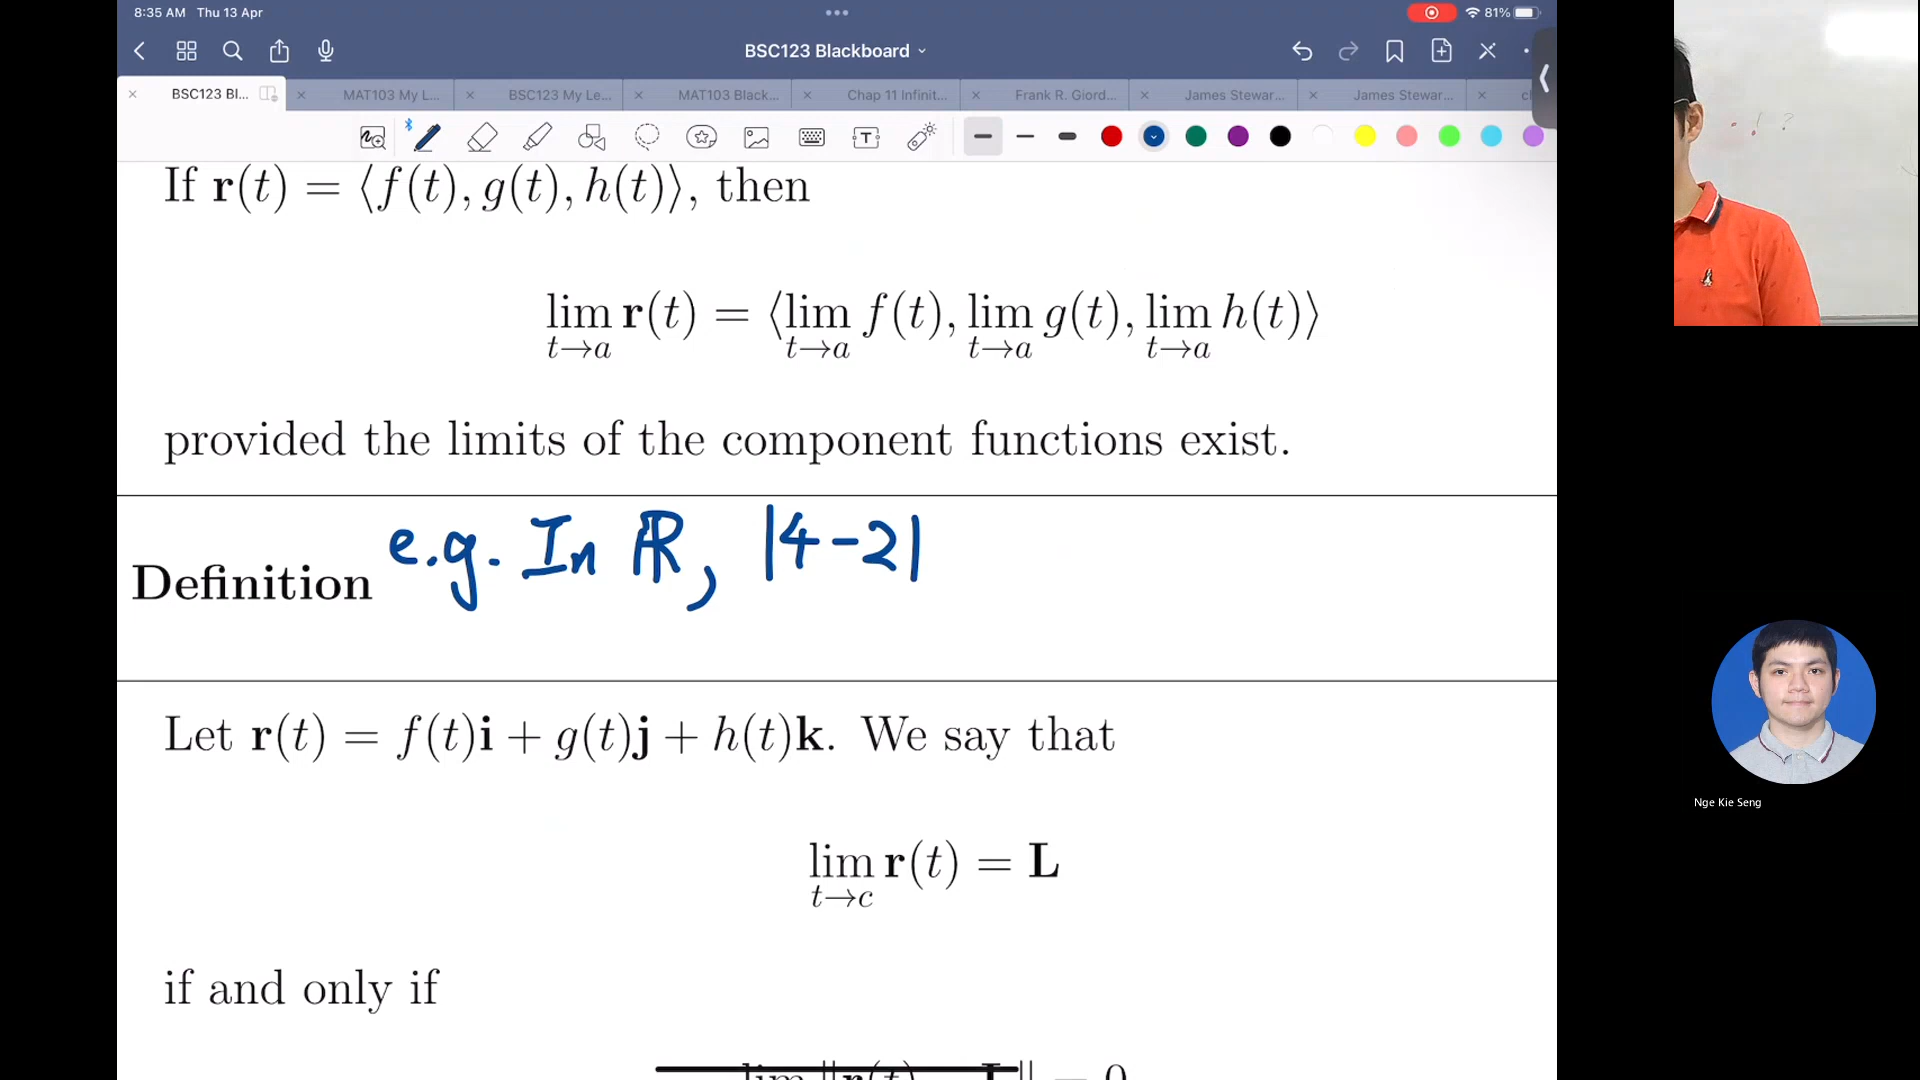 8:35 AM Thu 13 Apr
81%
BSC123 Blackboard
BSC123 Bl...
MAT103 My L...
BSC123 My Le...
MAT103 Black...
Chap 11 Infinit...
Frank R. Giord...
James Stewar...
James Stewar...
If r(t) = ⟨f(t), g(t), h(t)⟩, then
lim r(t) = ⟨lim f(t), lim g(t), lim h(t)⟩
t→a t→a t→a t→a
provided the limits of the component functions exist.
e.g. In ℝ, |4-2|
Definition
Let r(t) = f(t)i + g(t)j + h(t)k. We say that
lim r(t) = L
t→c
if and only if
lim ||r(t) L|| = 0
Nge Kie Seng